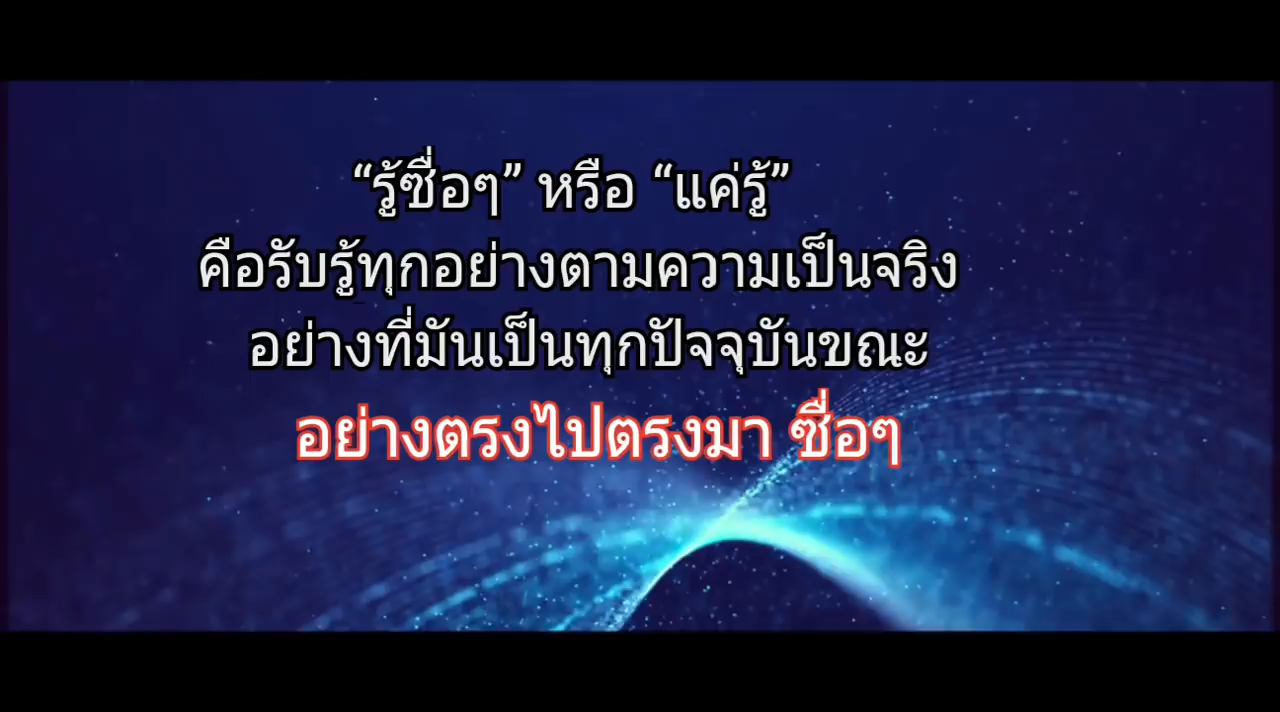 “รู้ซื่อๆ” หรือ “แค่รู้”
คือรับรู้ทุกอย่างตามความเป็นจริง
อย่างที่มันเป็นทุกปัจจุบันขณะ
อย่างตรงไปตรงมา ซื่อๆ